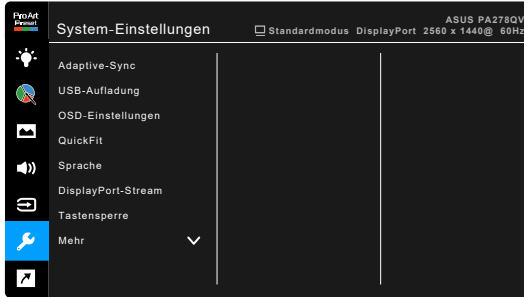 ProArt
Preset
System-Einstellungen
ASUS PA278QV
Standardmodus DisplayPort 2560 x 1440@ 60Hz
Adaptive-Sync
USB-Aufladung
OSD-Einstellungen
QuickFit
Sprache
DisplayPort-Stream
Tastensperre
Mehr